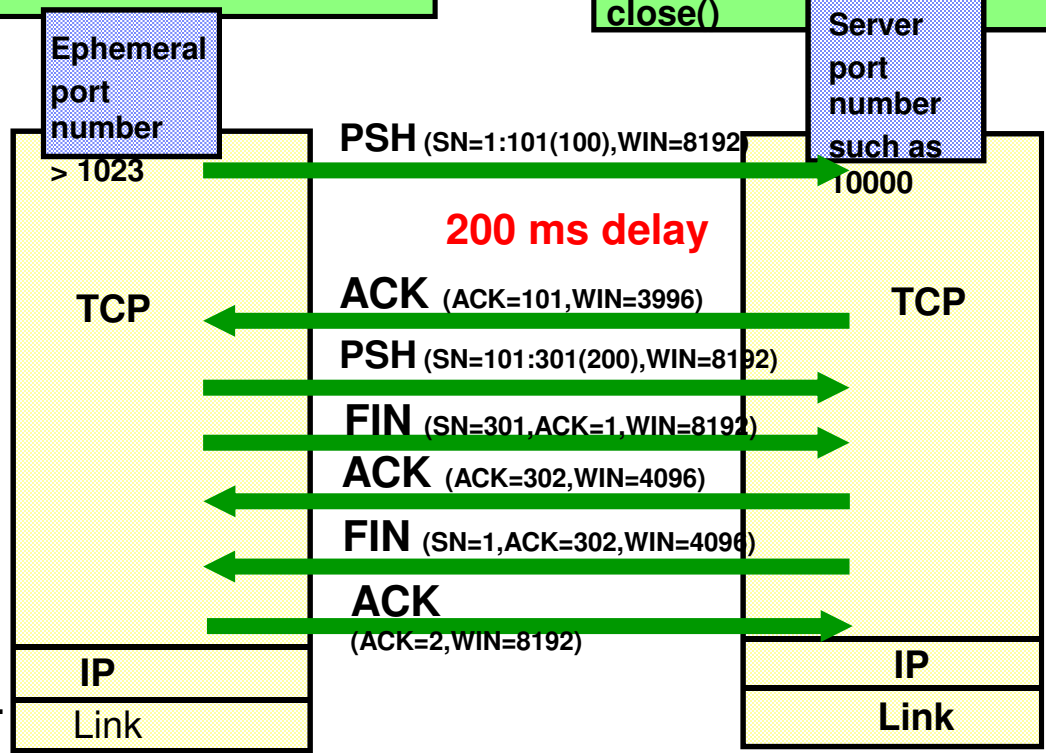 close()
Ephemeral
port
number
> 1023
Server
port
number
such as
10000
PSH (SN=1:101(100),WIN=8192)
200 ms delay
TCP
ACK (ACK=101,WIN=3996)
TCP
PSH (SN=101:301(200),WIN=8192)
FIN (SN=301,ACK=1,WIN=8192)
ACK (ACK=302,WIN=4096)
FIN (SN=1,ACK=302,WIN=4096)
ACK
(ACK=2,WIN=8192)
IP
IP
Link
Link